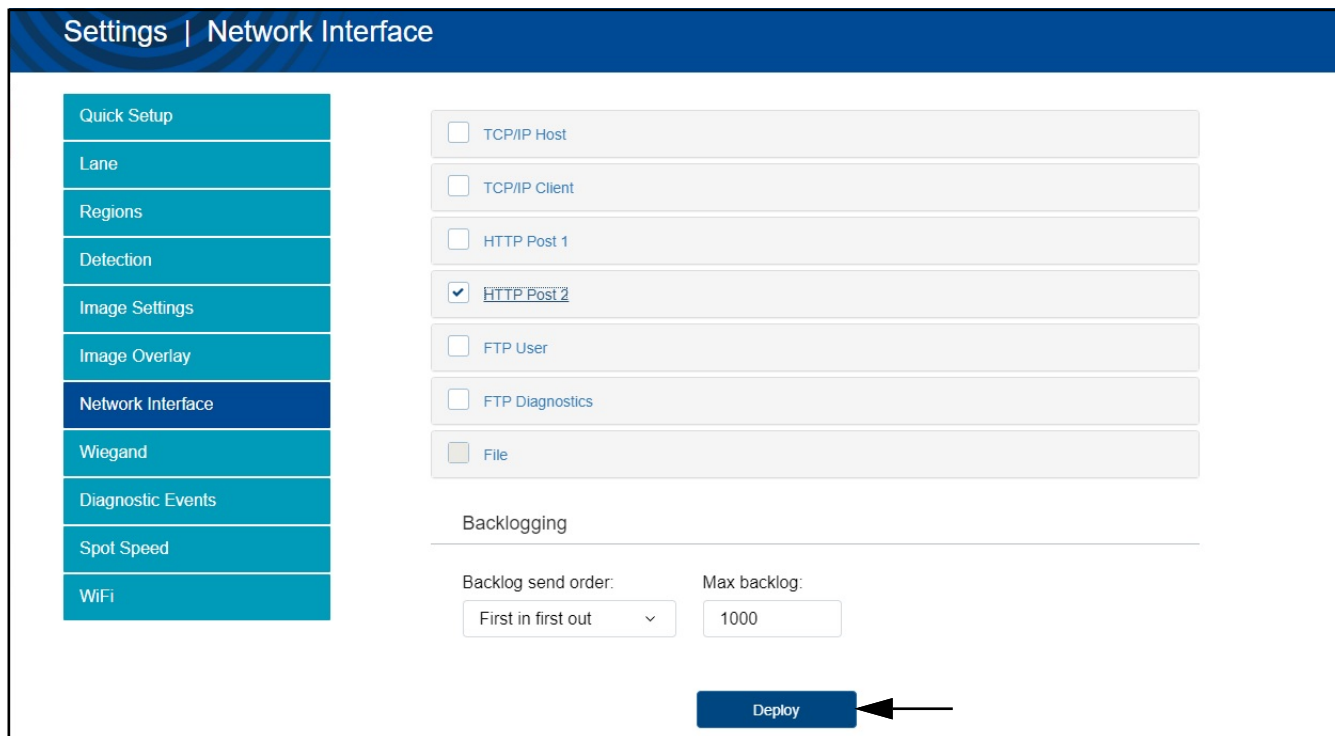 Settings | Network Interface
Quick Setup
Lane
Regions
Detection
Image Settings
Image Overlay
Network Interface
Wiegand
Diagnostic Events
Spot Speed
WiFi
TCP/IP Host
TCP/IP Client
HTTP Post 1
HTTP Post 2
FTP User
FTP Diagnostics
File
Backlogging
Backlog send order: Max backlog:
First in first out 1000
Deploy